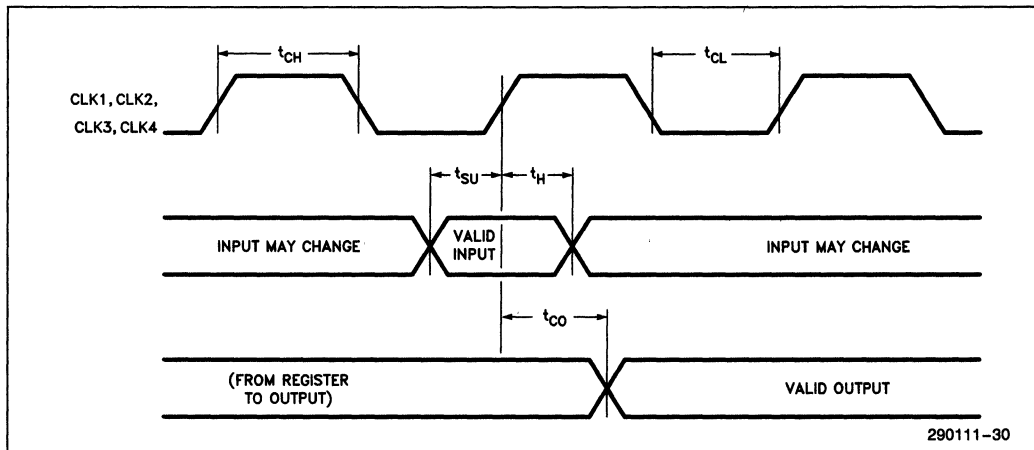 tCH
tCL
CLK1, CLK2,
CLK3, CLK4
tSU
tH
INPUT MAY CHANGE
VALID
INPUT
INPUT MAY CHANGE
tCO
(FROM REGISTER
TO OUTPUT)
VALID OUTPUT
290111-30